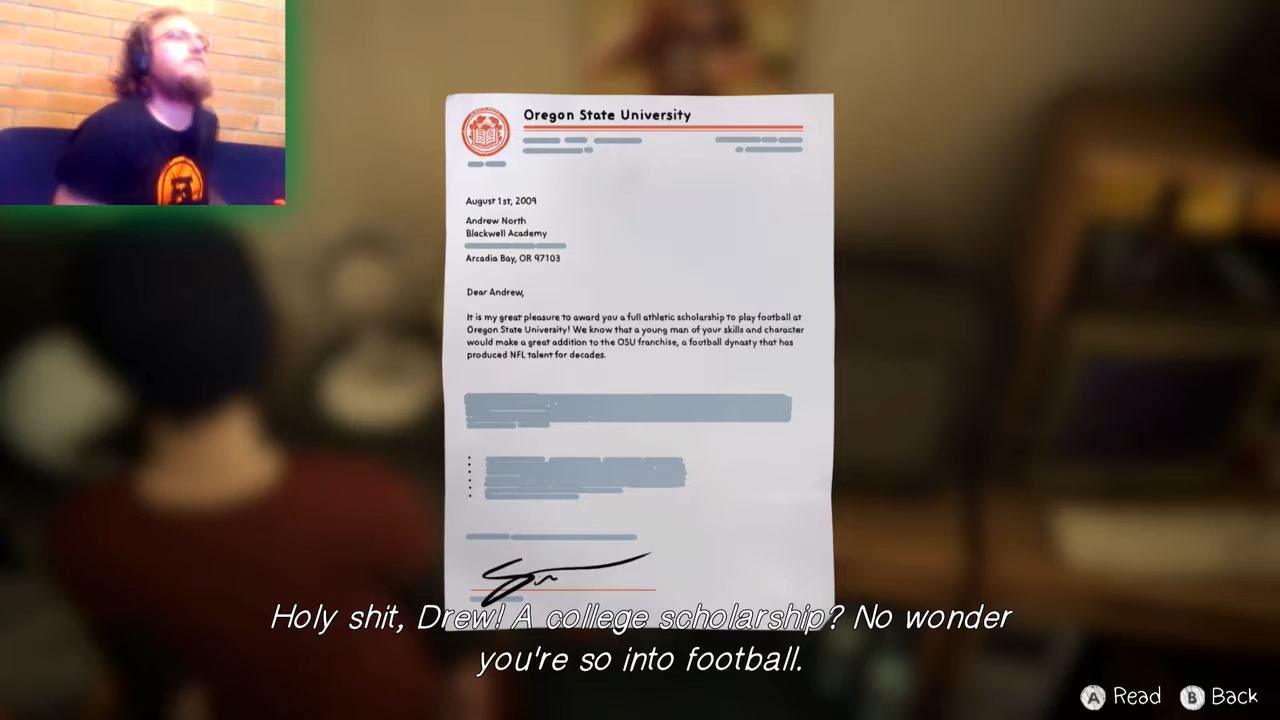 Oregon State University
August 1st, 2009
Andrew North
Blackwell Academy
Arcadia Bay, OR 97103
Dear Andrew,
It is my great pleasure to award you a full athletic scholarship to play football at
Oregon State University! We know that a young man of your skills and character
would make a great addition to the OSU franchise, a football dynasty that has
produced NFL talent for decades.
Holy shit, Drew! A college scholarship? No wonder
you're so into football.
A Read B Back